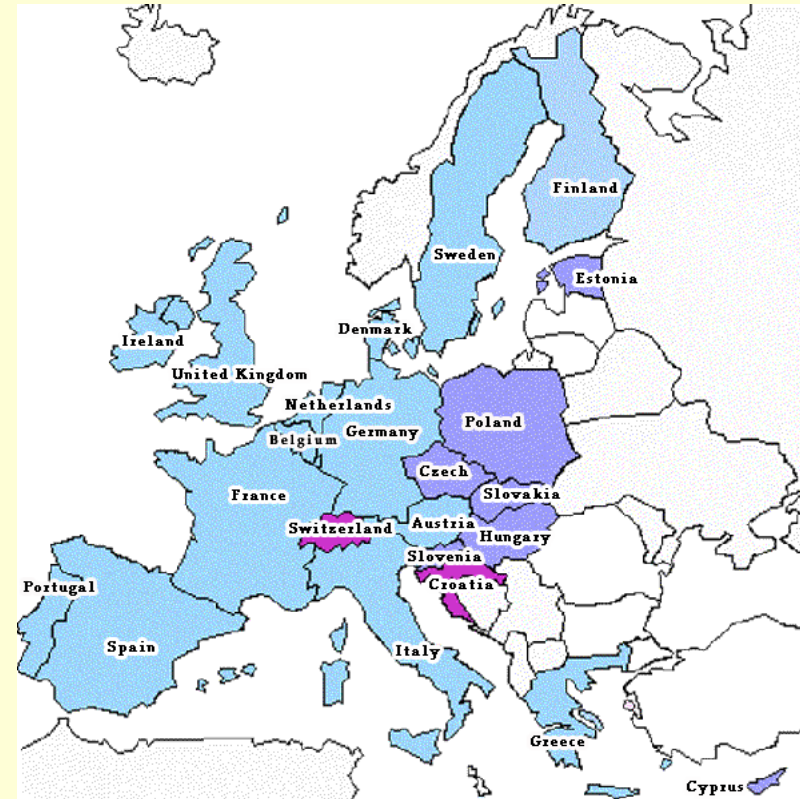 Finland
Sweden
Estonia
Denmark
Ireland
United Kingdom
Netherlands
Germany
Belgium
Poland
Czech
Slovakia
France
Austria
Switzerland
Hungary
Slovenia
Croatia
Portugal
Spain
Italy
Greece
Cyprus